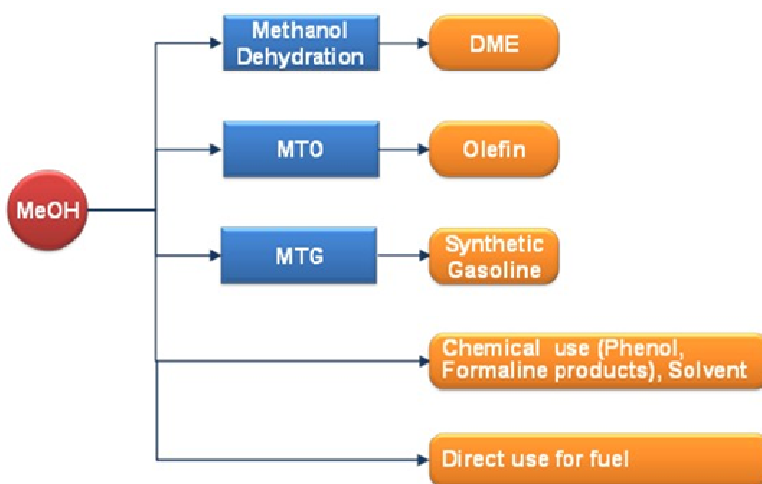 Methanol
Dehydration
DME
MTO
Olefin
MeOH
MTG
Synthetic
Gasoline
Chemical use (Phenol,
Formaline products), Solvent
Direct use for fuel